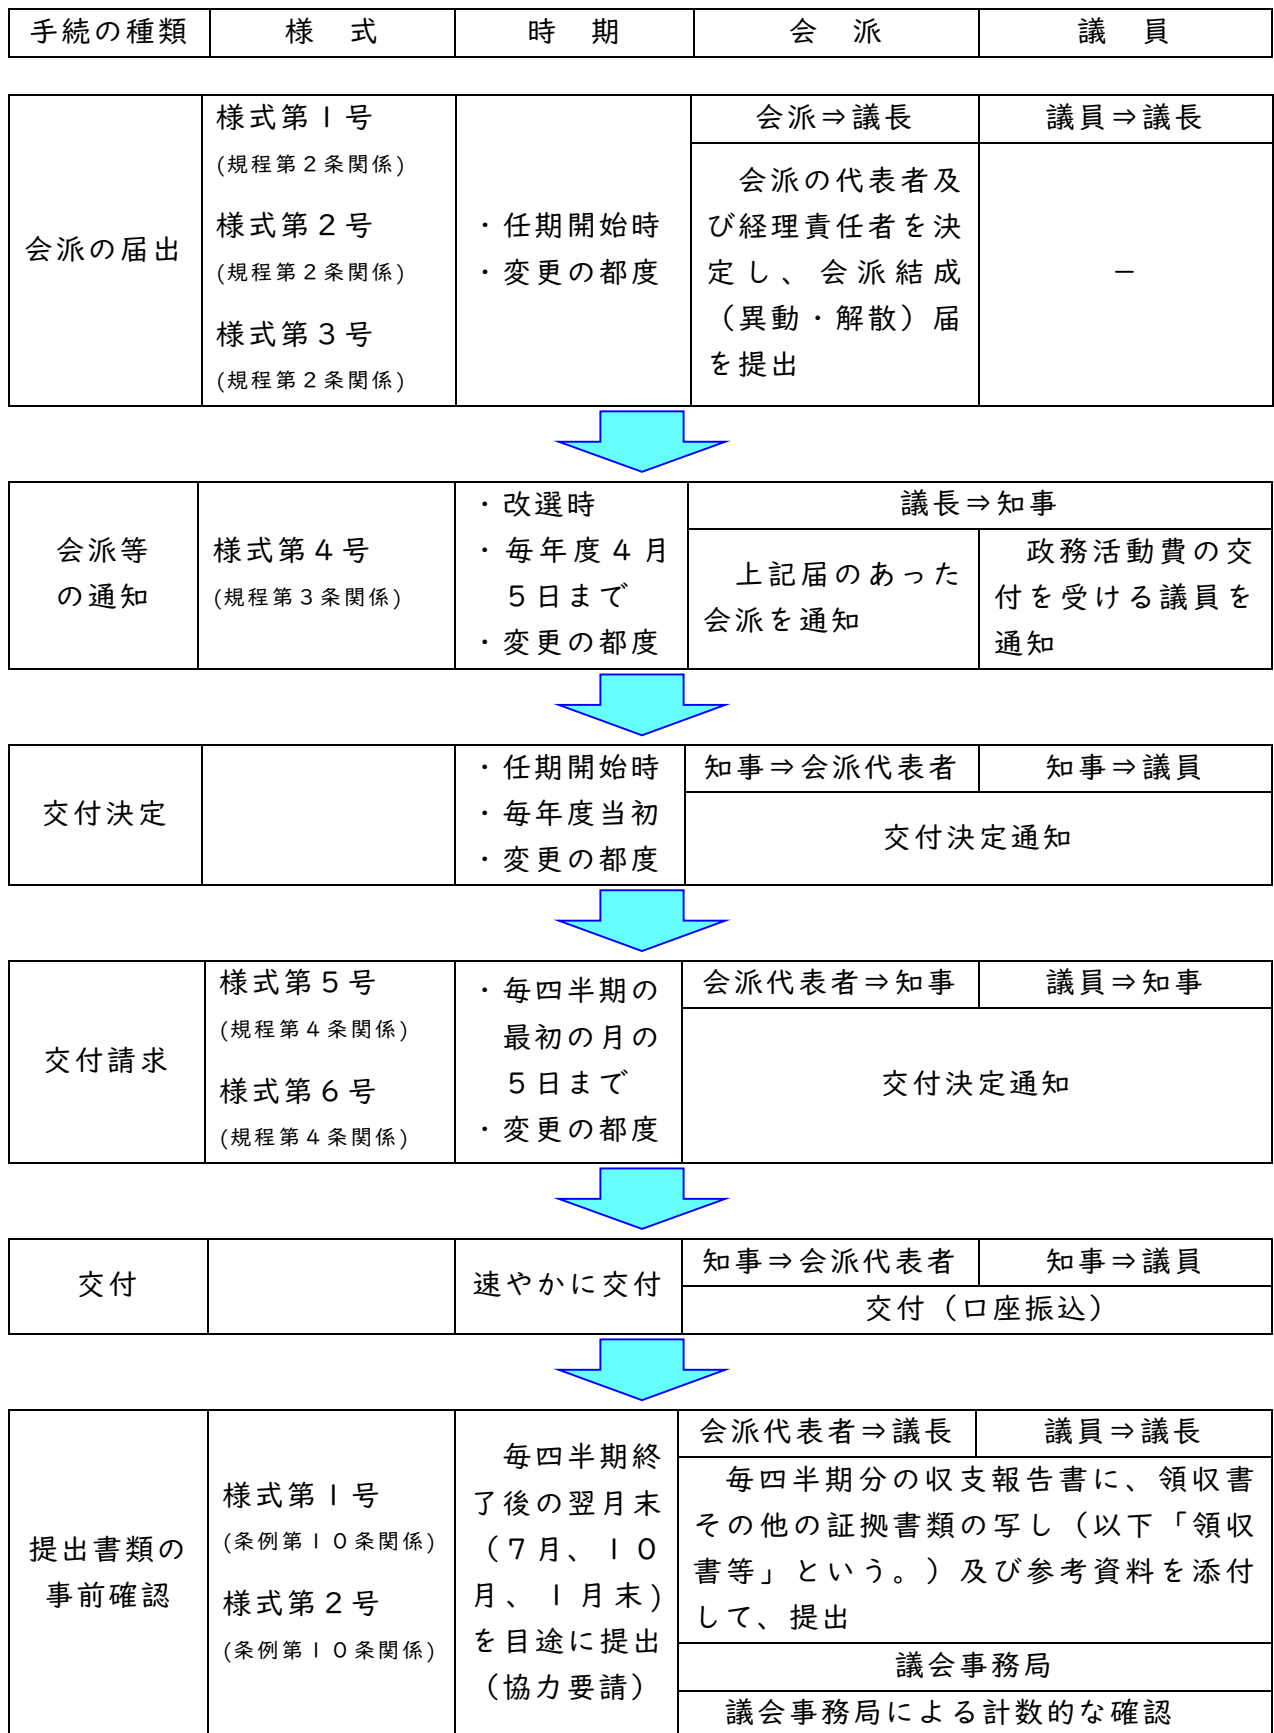 手続の種類　様　式　時　期　会　派　議　員
会派の届出
様式第１号
(規程第２条関係)
様式第２号
(規程第２条関係)
様式第３号
(規程第２条関係)
・任期開始時
・変更の都度
会派⇒議長
会派の代表者及
び経理責任者を決
定し、会派結成
（異動・解散）届
を提出
議員⇒議長
－
会派等
の通知
様式第４号
(規程第３条関係)
・改選時
・毎年度４月
５日まで
・変更の都度
議長⇒知事
上記届のあった
会派を通知
政務活動費の交
付を受ける議員を
通知
交付決定
・任期開始時
・毎年度当初
・変更の都度
知事⇒会派代表者
知事⇒議員
交付決定通知
交付請求
様式第５号
(規程第４条関係)
様式第６号
(規程第４条関係)
・毎四半期の
最初の月の
５日まで
・変更の都度
会派代表者⇒知事
議員⇒知事
交付決定通知
交付
速やかに交付
知事⇒会派代表者
知事⇒議員
交付（口座振込）
提出書類の
事前確認
様式第１号
(条例第１０条関係)
様式第２号
(条例第１０条関係)
毎四半期終
了後の翌月末
（７月、１０
月、１月末）
を目途に提出
（協力要請）
会派代表者⇒議長
議員⇒議長
毎四半期分の収支報告書に、領収書
その他の証拠書類の写し（以下「領収
書等」という。）及び参考資料を添付
して、提出
議会事務局
議会事務局による計数的な確認